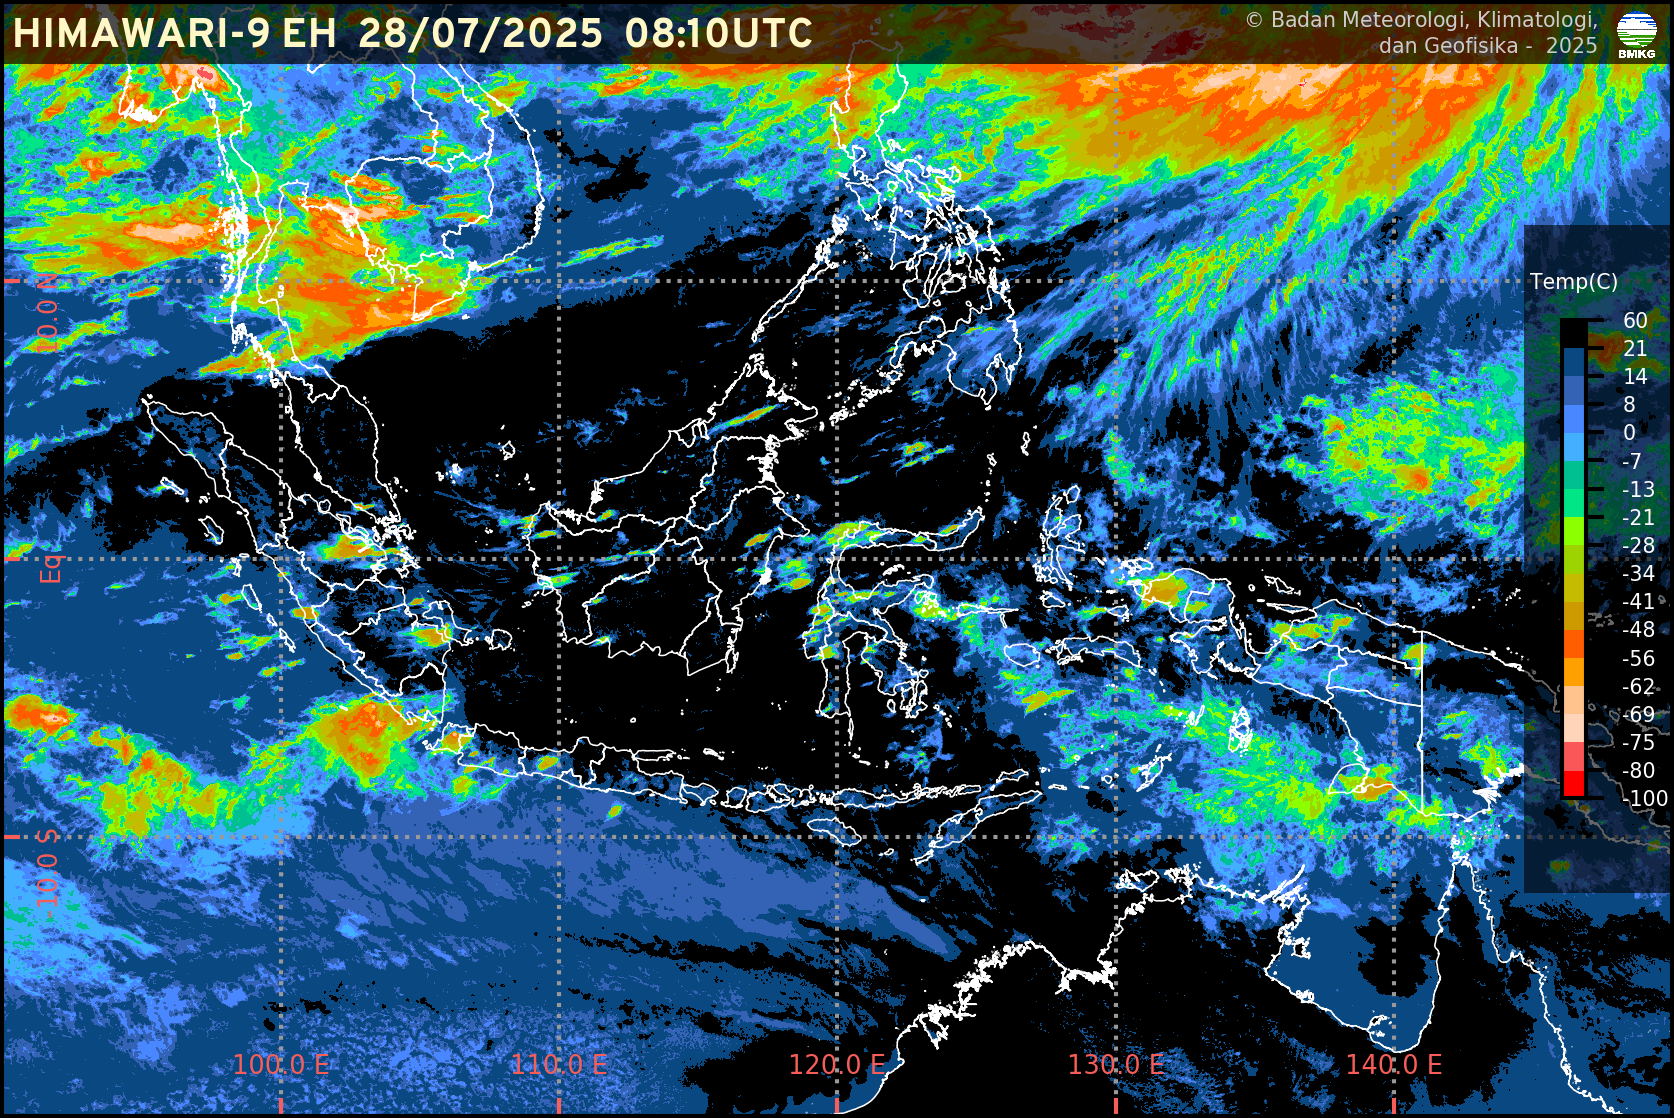 HIMAWARI-9 EH 28/07/2025 08:10UTC
© Badan Meteorologi, Klimatologi,
dan Geofisika - 2025
BMKG
Temp(C)
60
21
14
8
0
-7
-13
-21
-28
-34
-41
-48
-56
-62
-69
-75
-80
-100
10.0 N
Eq
-10.0 S
100.0 E
110.0 E
120.0 E
130.0 E
140.0 E